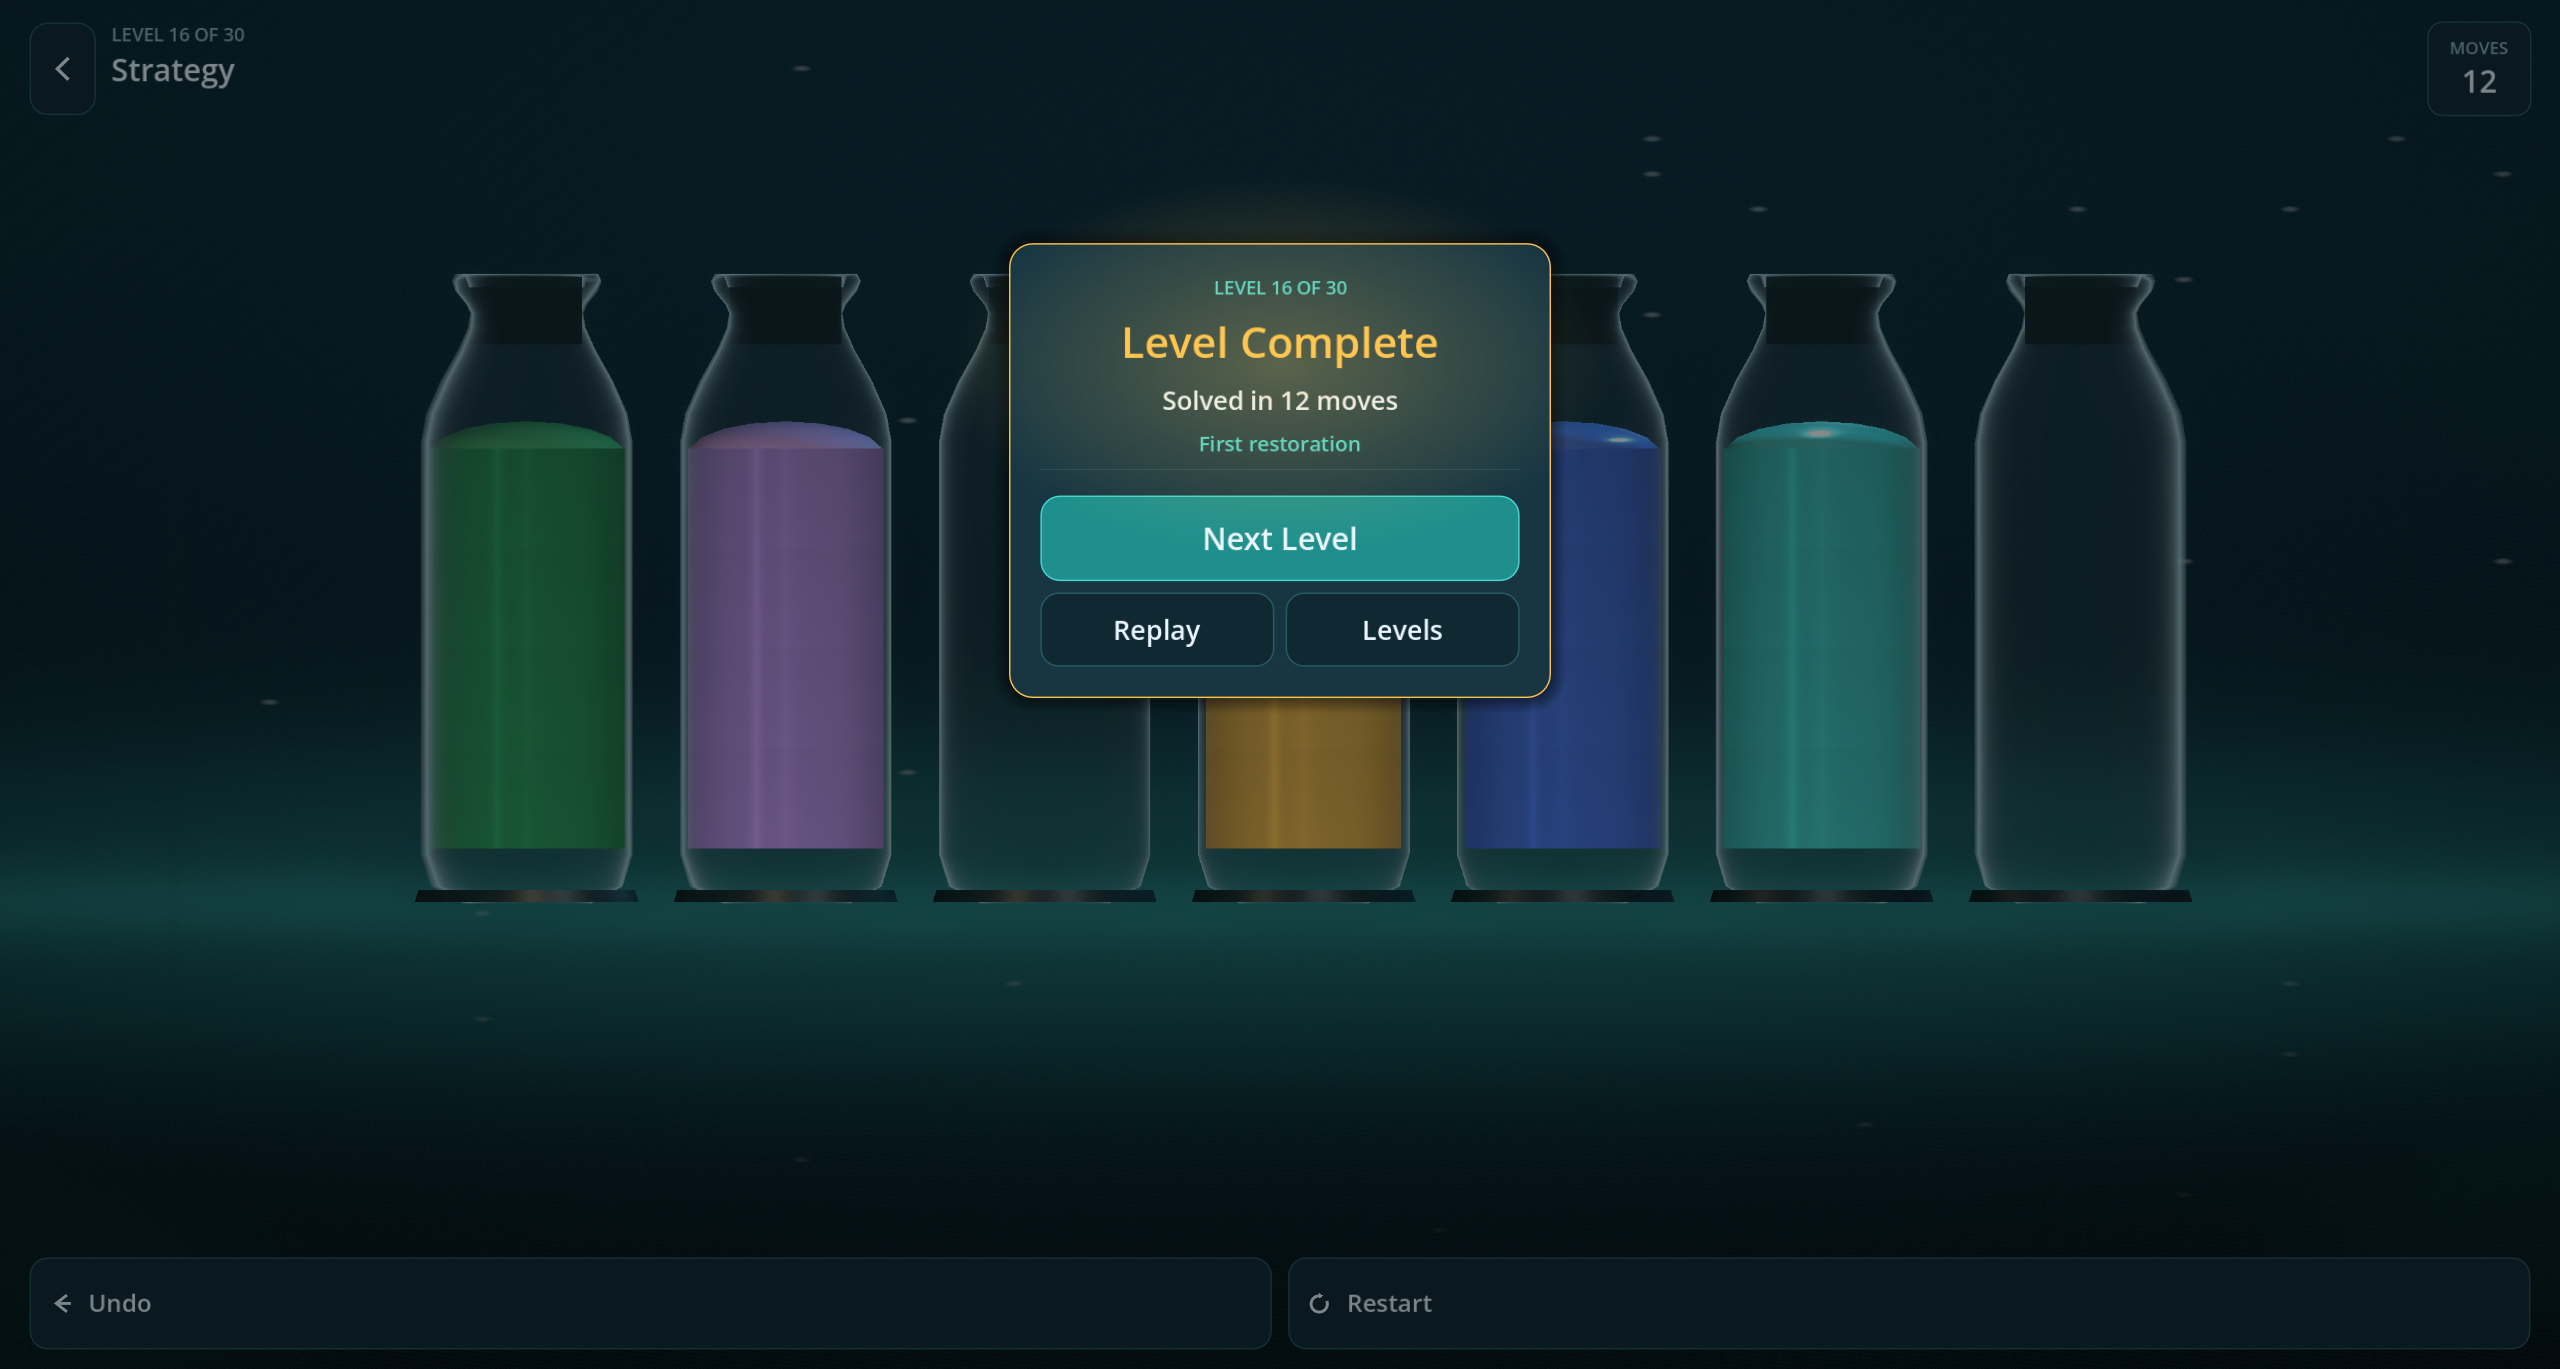 LEVEL 16 OF 30
Strategy
MOVES
12
LEVEL 16 OF 30
Level Complete
Solved in 12 moves
First restoration
Next Level
Replay
Levels
Undo
Restart